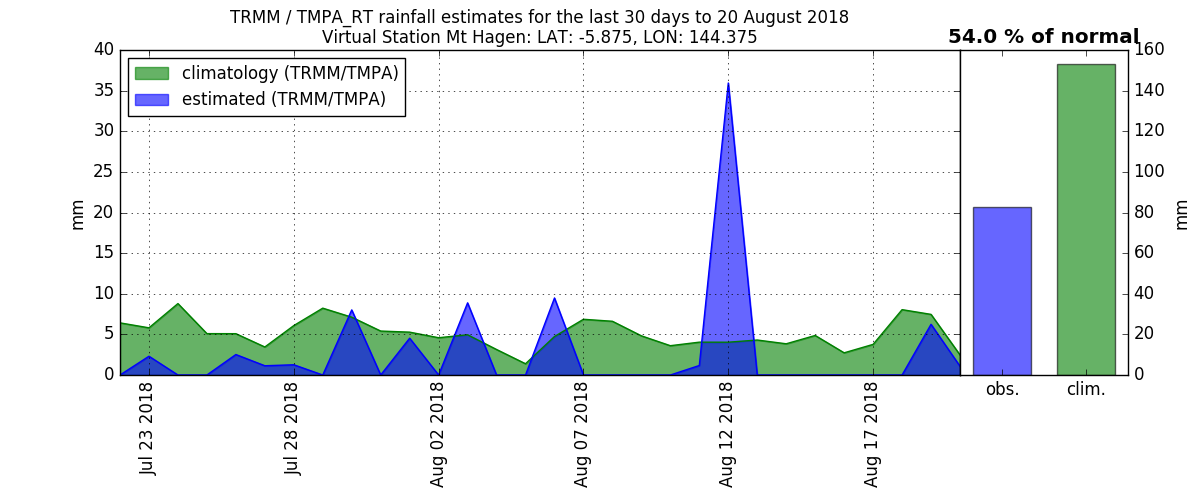 TRMM / TMPA_RT rainfall estimates for the last 30 days to 20 August 2018
Virtual Station Mt Hagen: LAT: -5.875, LON: 144.375
54.0 % of normal
climatology (TRMM/TMPA)
estimated (TRMM/TMPA)
40
35
30
25
20
15
10
5
0
mm
160
140
120
100
80
60
40
20
0
mm
Jul 23 2018
Jul 28 2018
Aug 02 2018
Aug 07 2018
Aug 12 2018
Aug 17 2018
obs.
clim.